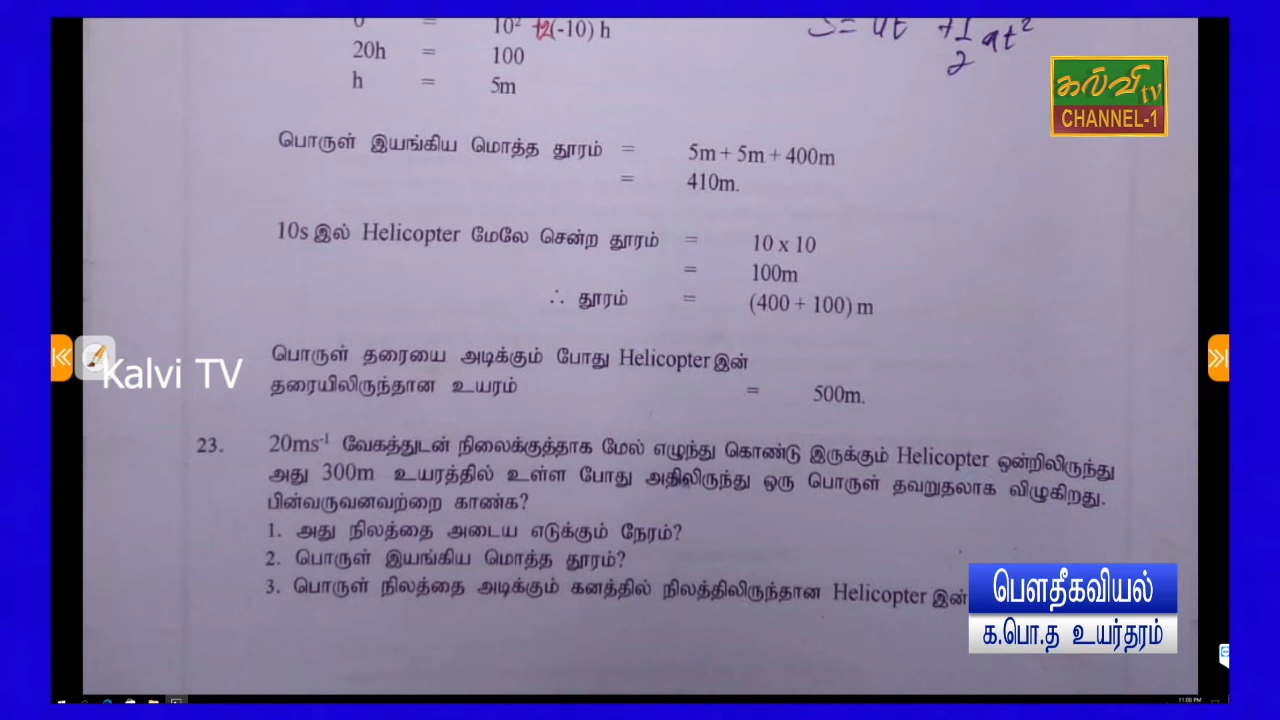 0 = 10² +2(-10) h
20h = 100
h = 5m
S= ut +1/2 at²
கல்வி tv
CHANNEL-1
பொருள் இயங்கிய மொத்த தூரம் = 5m + 5m + 400m
= 410m.
10s இல் Helicopter மேலே சென்ற தூரம் = 10 x 10
= 100m
∴ தூரம் = (400 + 100) m
Kalvi TV
பொருள் தரையை அடிக்கும் போது Helicopter இன்
தரையிலிருந்தான உயரம் = 500m.
23. 20ms⁻¹ வேகத்துடன் நிலைக்குத்தாக மேல் எழுந்து கொண்டு இருக்கும் Helicopter ஒன்றிலிருந்து
அது 300m உயரத்தில் உள்ள போது அதிலிருந்து ஒரு பொருள் தவறுதலாக விழுகிறது.
பின்வருவனவற்றை காண்க?
1. அது நிலத்தை அடைய எடுக்கும் நேரம்?
2. பொருள் இயங்கிய மொத்த தூரம்?
3. பொருள் நிலத்தை அடிக்கும் கனத்தில் நிலத்திலிருந்தான Helicopter இன்
பௌதீகவியல்
க.பொ.த உயர்தரம்
11:08 PM